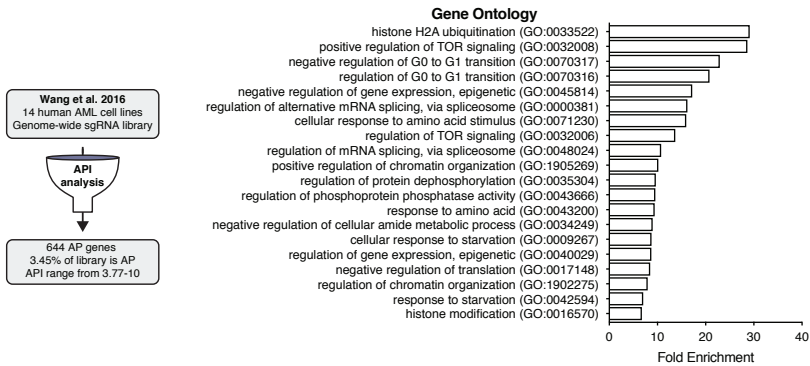 Wang et al. 2016
14 human AML cell lines
Genome-wide sgRNA library
API
analysis
644 AP genes
3.45% of library is AP
API range from 3.77-10
Gene Ontology
histone H2A ubiquitination (GO:0033522)
positive regulation of TOR signaling (GO:0032008)
negative regulation of G0 to G1 transition (GO:0070317)
regulation of G0 to G1 transition (GO:0070316)
negative regulation of gene expression, epigenetic (GO:0045814)
regulation of alternative mRNA splicing, via spliceosome (GO:0000381)
cellular response to amino acid stimulus (GO:0071230)
regulation of TOR signaling (GO:0032006)
regulation of mRNA splicing, via spliceosome (GO:0048024)
positive regulation of chromatin organization (GO:1905269)
regulation of protein dephosphorylation (GO:0035304)
regulation of phosphoprotein phosphatase activity (GO:0043666)
response to amino acid (GO:0043200)
negative regulation of cellular amide metabolic process (GO:0034249)
cellular response to starvation (GO:0009267)
regulation of gene expression, epigenetic (GO:0040029)
negative regulation of translation (GO:0017148)
regulation of chromatin organization (GO:1902275)
response to starvation (GO:0042594)
histone modification (GO:0016570)
0 10 20 30 40
Fold Enrichment